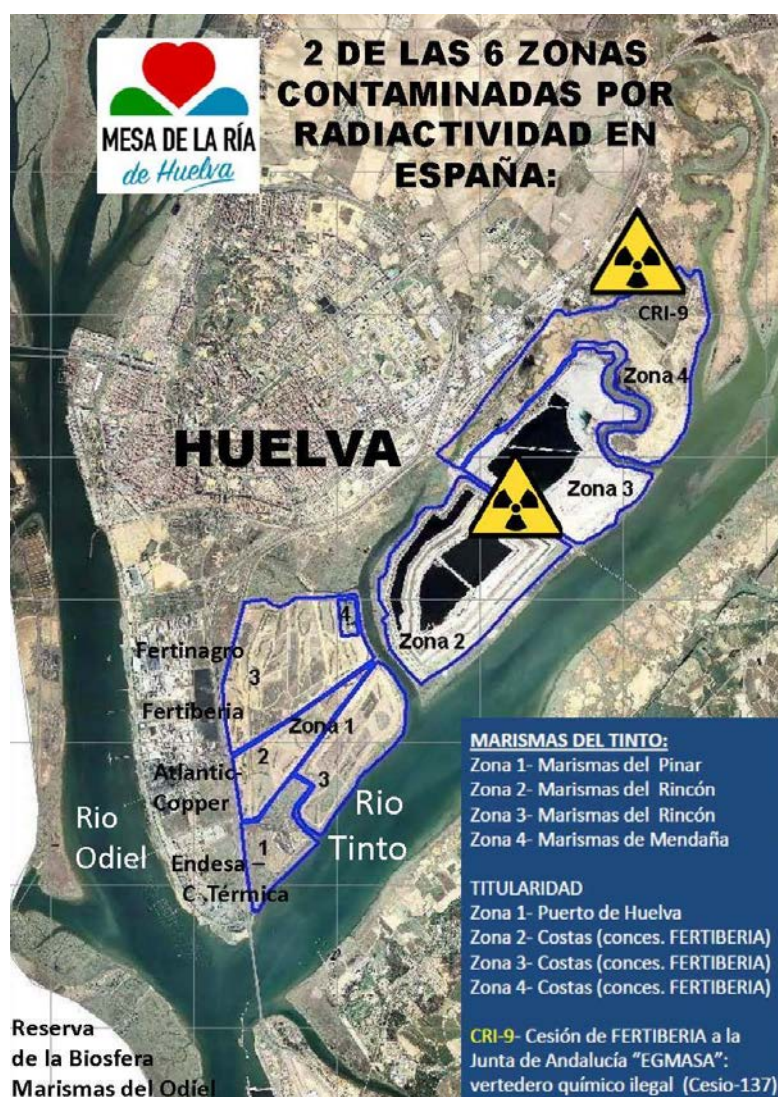 MESA DE LA RÍA
de Huelva
2 DE LAS 6 ZONAS
CONTAMINADAS POR
RADIACTIVIDAD EN
ESPAÑA:
CRI-9
Zona 4
HUELVA
Zona 3
Zona 2
4
Fertinagro
3
Fertiberia
Zona 1
2
Atlantic-
Copper
3
Rio
Tinto
Rio
Odiel
1
Endesa –
C .Térmica
Reserva
de la Biosfera
Marismas del Odiel
MARISMAS DEL TINTO:
Zona 1- Marismas del Pinar
Zona 2- Marismas del Rincón
Zona 3- Marismas del Rincón
Zona 4- Marismas de Mendaña
TITULARIDAD
Zona 1- Puerto de Huelva
Zona 2- Costas (conces. FERTIBERIA)
Zona 3- Costas (conces. FERTIBERIA)
Zona 4- Costas (conces. FERTIBERIA)
CRI-9- Cesión de FERTIBERIA a la
Junta de Andalucía “EGMASA”:
vertedero químico ilegal (Cesio-137)